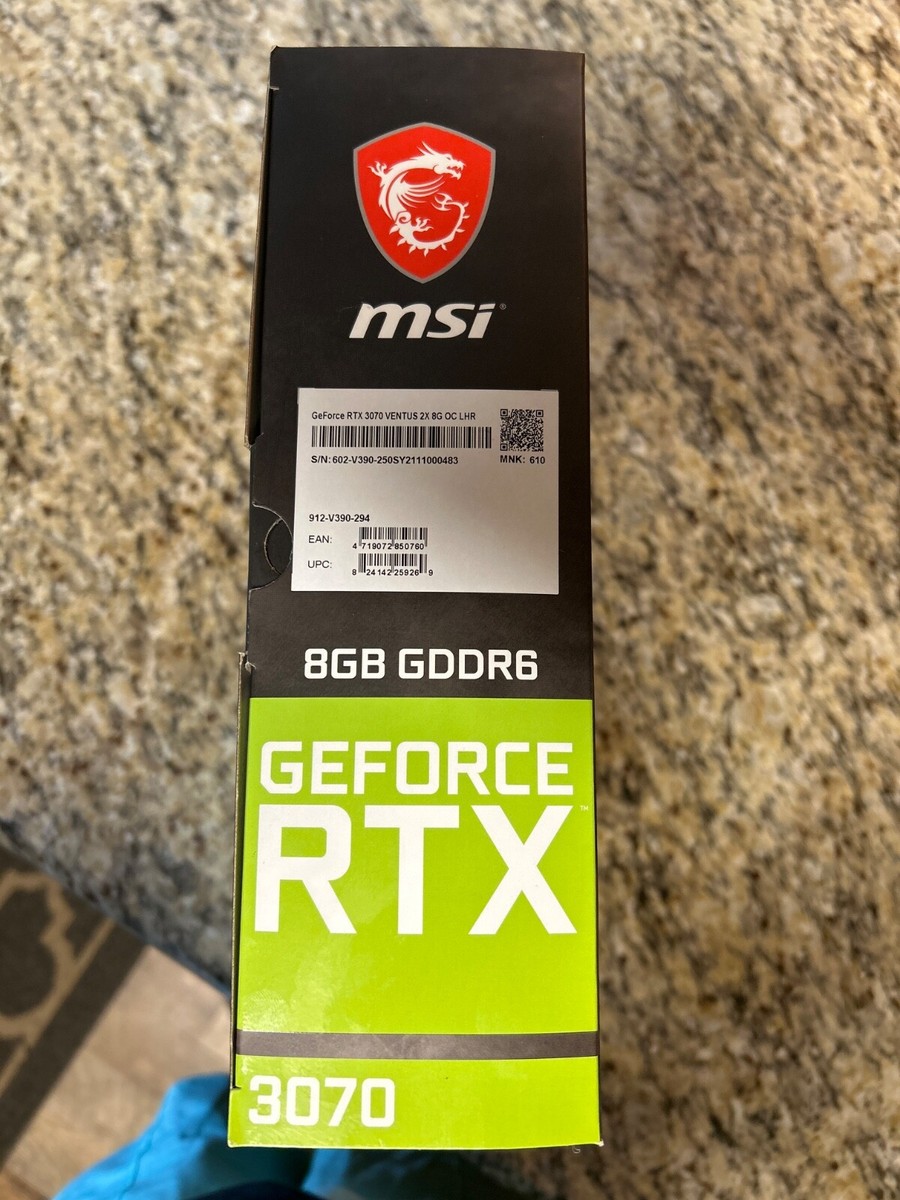 msi®
GeForce RTX 3070 VENTUS 2X 8G OC LHR
S/N: 602-V390-250SY2111000483
MNK: 610
912-V390-294
EAN: 4 719072 850760
UPC: 8 24142 25926 9
8GB GDDR6
GEFORCE
RTX™
3070